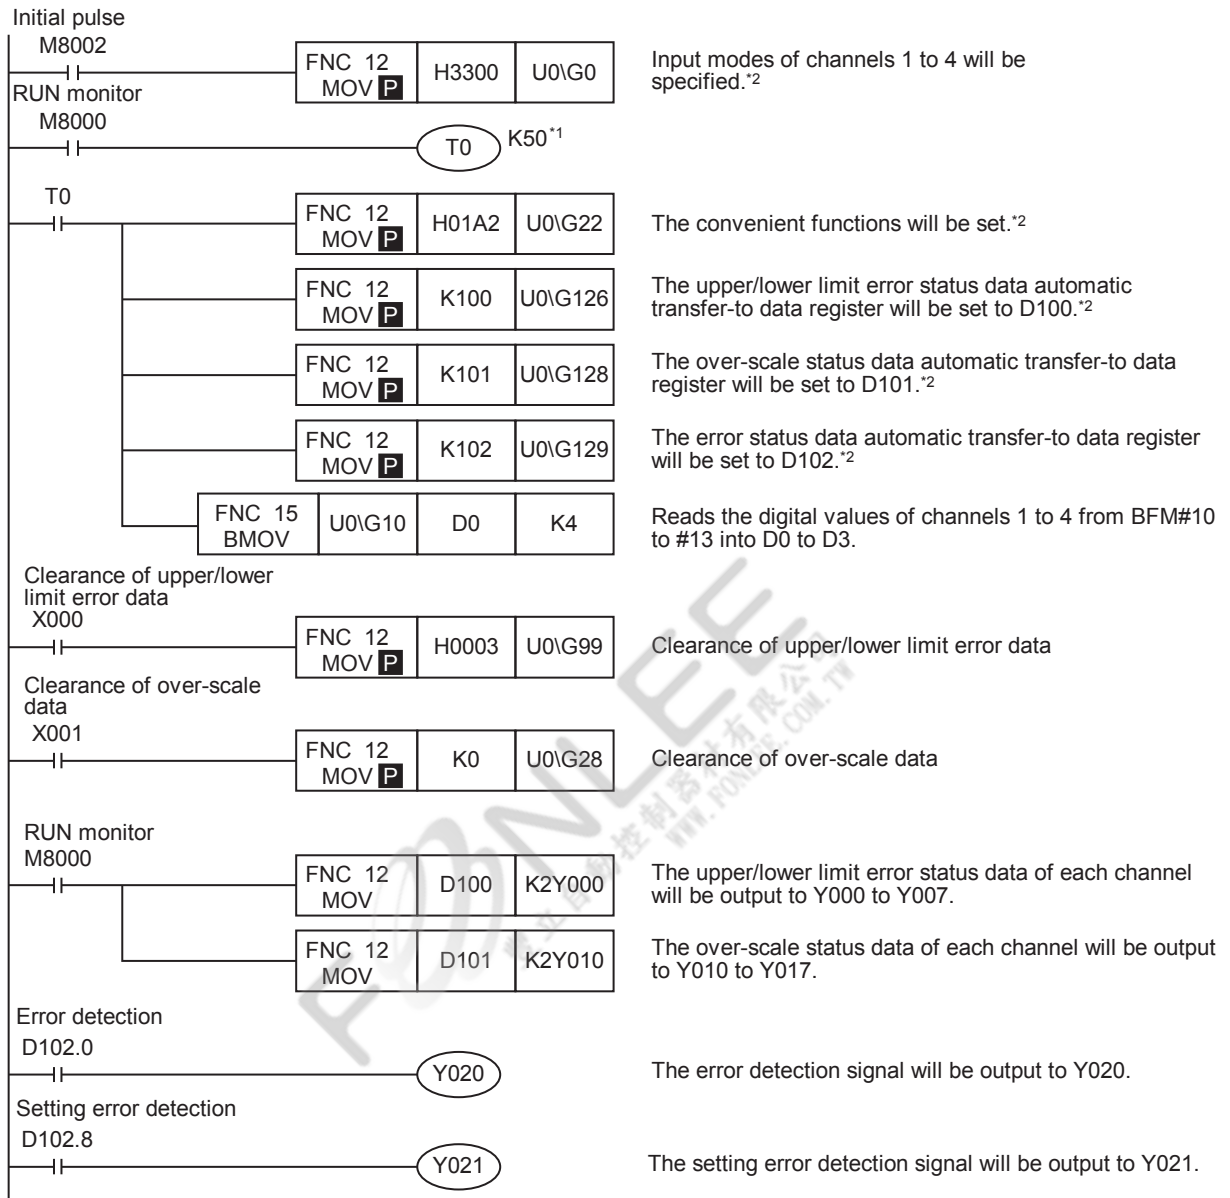 Initial pulse
M8002
FNC 12
MOV P
H3300
U0\G0
Input modes of channels 1 to 4 will be
specified.*2
RUN monitor
M8000
T0
K50*1
T0
FNC 12
MOV P
H01A2
U0\G22
The convenient functions will be set.*2
FNC 12
MOV P
K100
U0\G126
The upper/lower limit error status data automatic
transfer-to data register will be set to D100.*2
FNC 12
MOV P
K101
U0\G128
The over-scale status data automatic transfer-to data
register will be set to D101.*2
FNC 12
MOV P
K102
U0\G129
The error status data automatic transfer-to data register
will be set to D102.*2
FNC 15
BMOV
U0\G10
D0
K4
Reads the digital values of channels 1 to 4 from BFM#10
to #13 into D0 to D3.
Clearance of upper/lower
limit error data
X000
FNC 12
MOV P
H0003
U0\G99
Clearance of upper/lower limit error data
Clearance of over-scale
data
X001
FNC 12
MOV P
K0
U0\G28
Clearance of over-scale data
RUN monitor
M8000
FNC 12
MOV
D100
K2Y000
The upper/lower limit error status data of each channel
will be output to Y000 to Y007.
FNC 12
MOV
D101
K2Y010
The over-scale status data of each channel will be output
to Y010 to Y017.
Error detection
D102.0
Y020
The error detection signal will be output to Y020.
Setting error detection
D102.8
Y021
The setting error detection signal will be output to Y021.
FONLEE
WWW.FONLEE.COM.TW